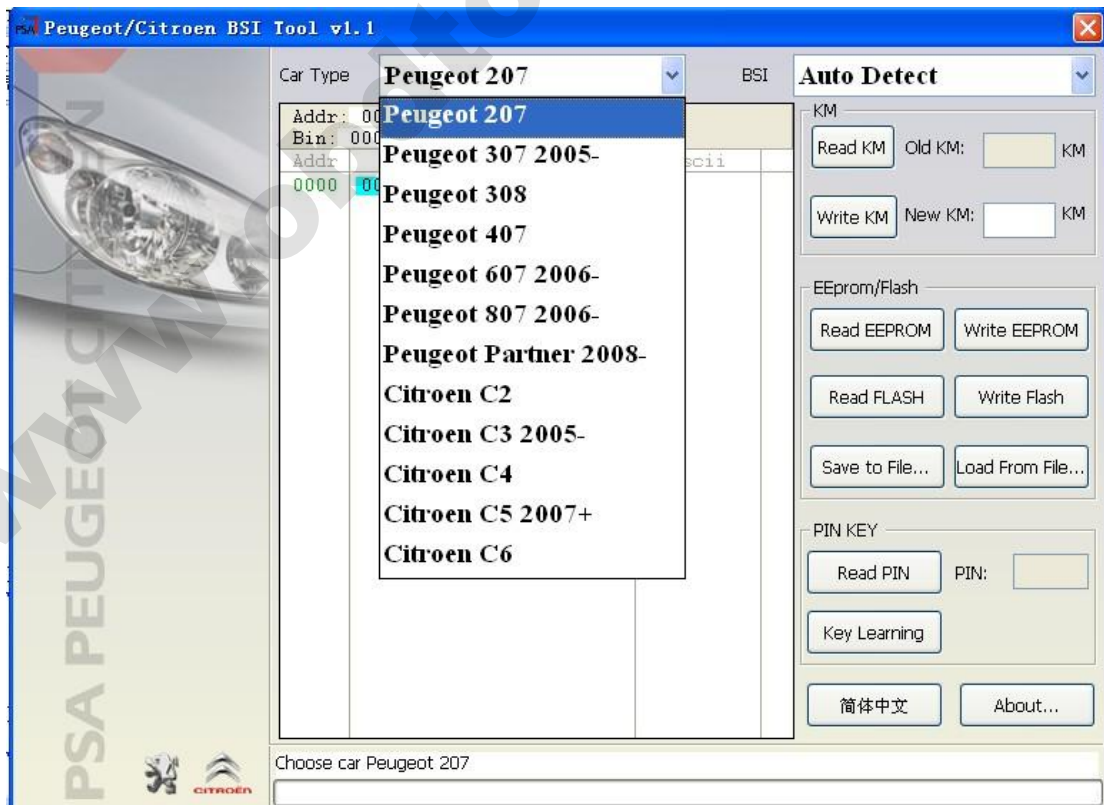 Peugeot/Citroen BSI Tool v1.1
Car Type Peugeot 207 BSI Auto Detect
Addr: 00
Bin: 000
Addr scii
0000 00
Peugeot 207
Peugeot 307 2005-
Peugeot 308
Peugeot 407
Peugeot 607 2006-
Peugeot 807 2006-
Peugeot Partner 2008-
Citroen C2
Citroen C3 2005-
Citroen C4
Citroen C5 2007+
Citroen C6
KM
Read KM Old KM: KM
Write KM New KM: KM
EEprom/Flash
Read EEPROM Write EEPROM
Read FLASH Write Flash
Save to File... Load From File...
PIN KEY
Read PIN PIN:
Key Learning
简体中文 About...
PSA PEUGEOT CIT
CITROËN
Choose car Peugeot 207